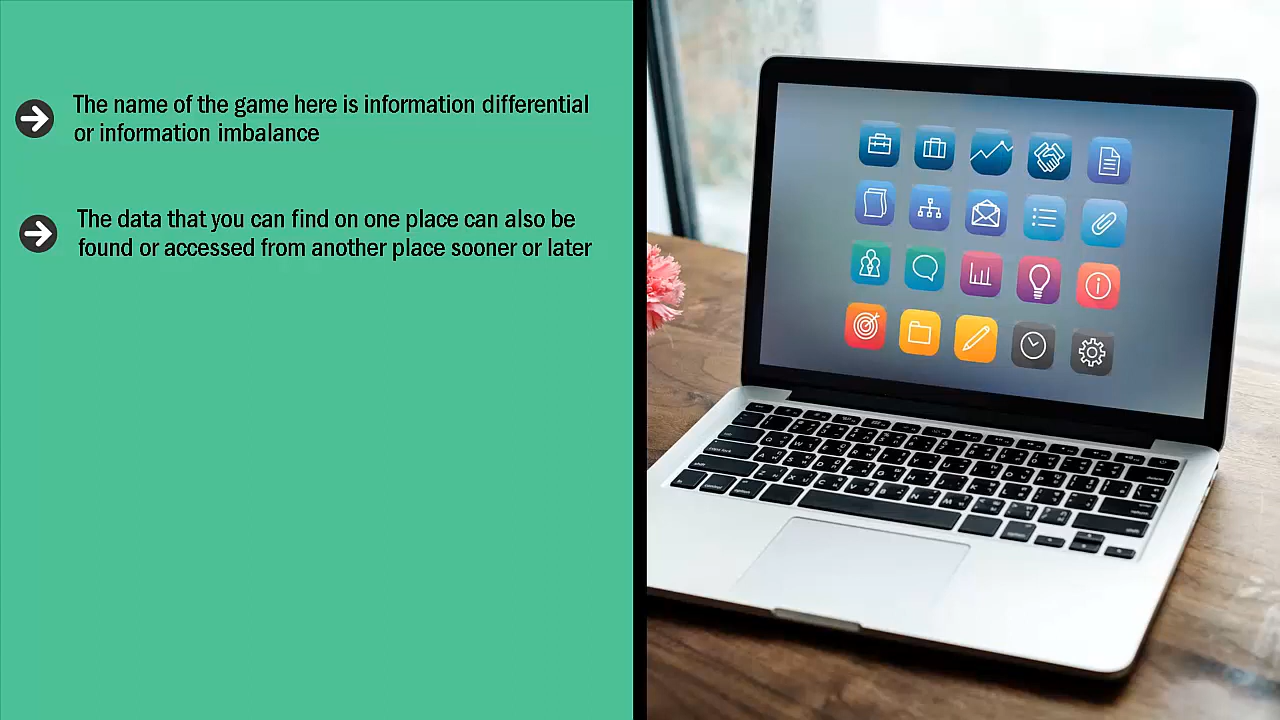 The name of the game here is information differential
or information imbalance
The data that you can find on one place can also be
found or accessed from another place sooner or later